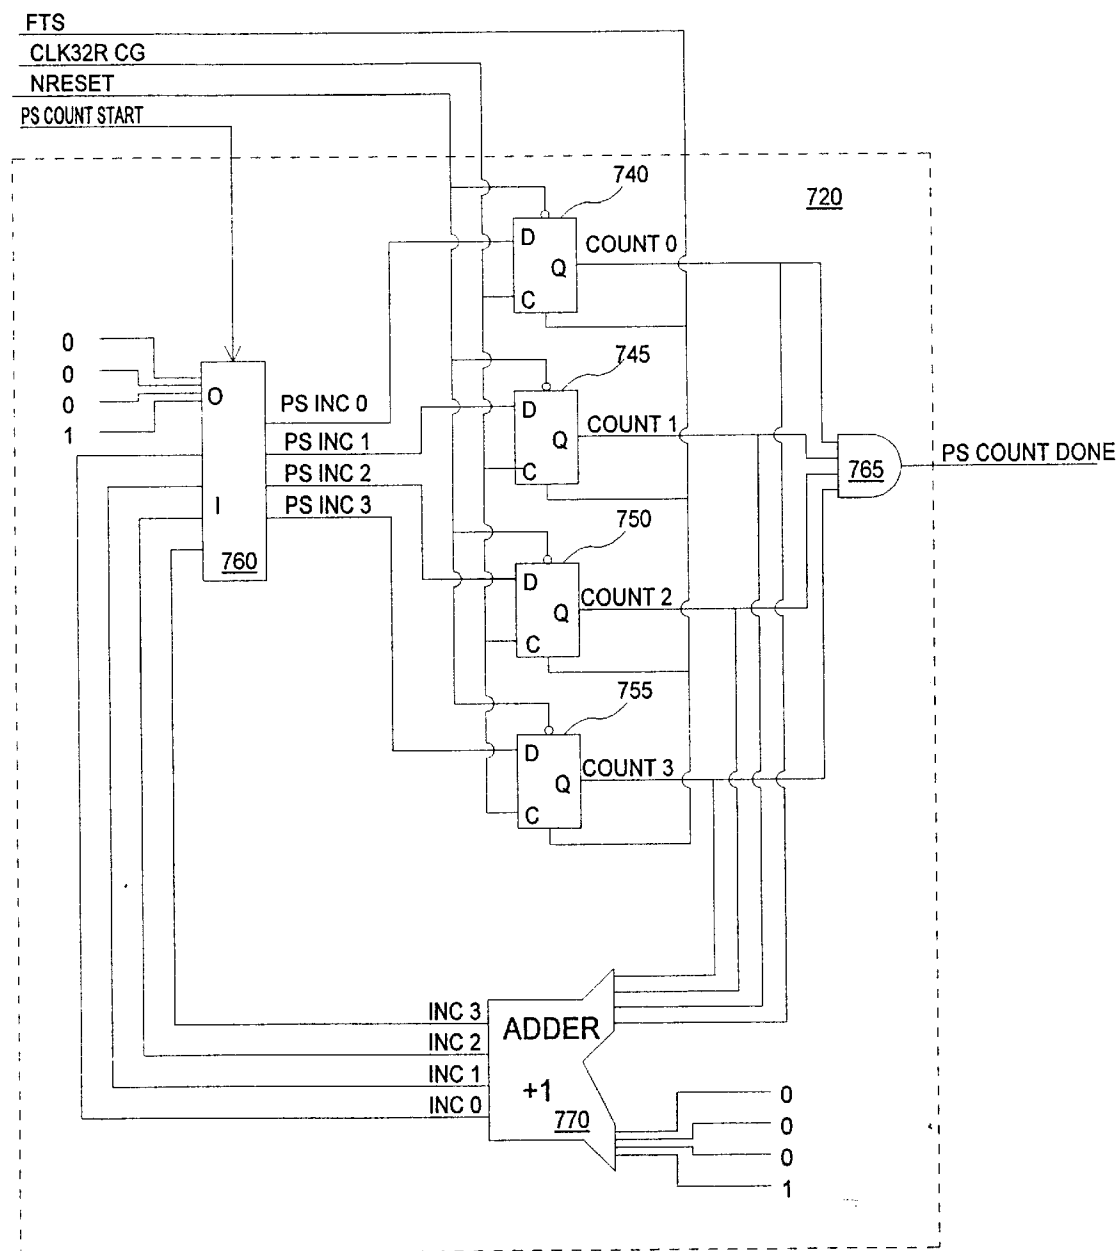 FTS
CLK32R CG
NRESET
PS COUNT START
740
720
D
COUNT 0
Q
C
0
0
0
1
O
745
PS INC 0
D
COUNT 1
PS INC 1
Q
PS INC 2
C
PS INC 3
765
PS COUNT DONE
I
760
750
D
COUNT 2
Q
C
755
D
COUNT 3
Q
C
INC 3
INC 2
INC 1
INC 0
ADDER
+1
770
0
0
0
1